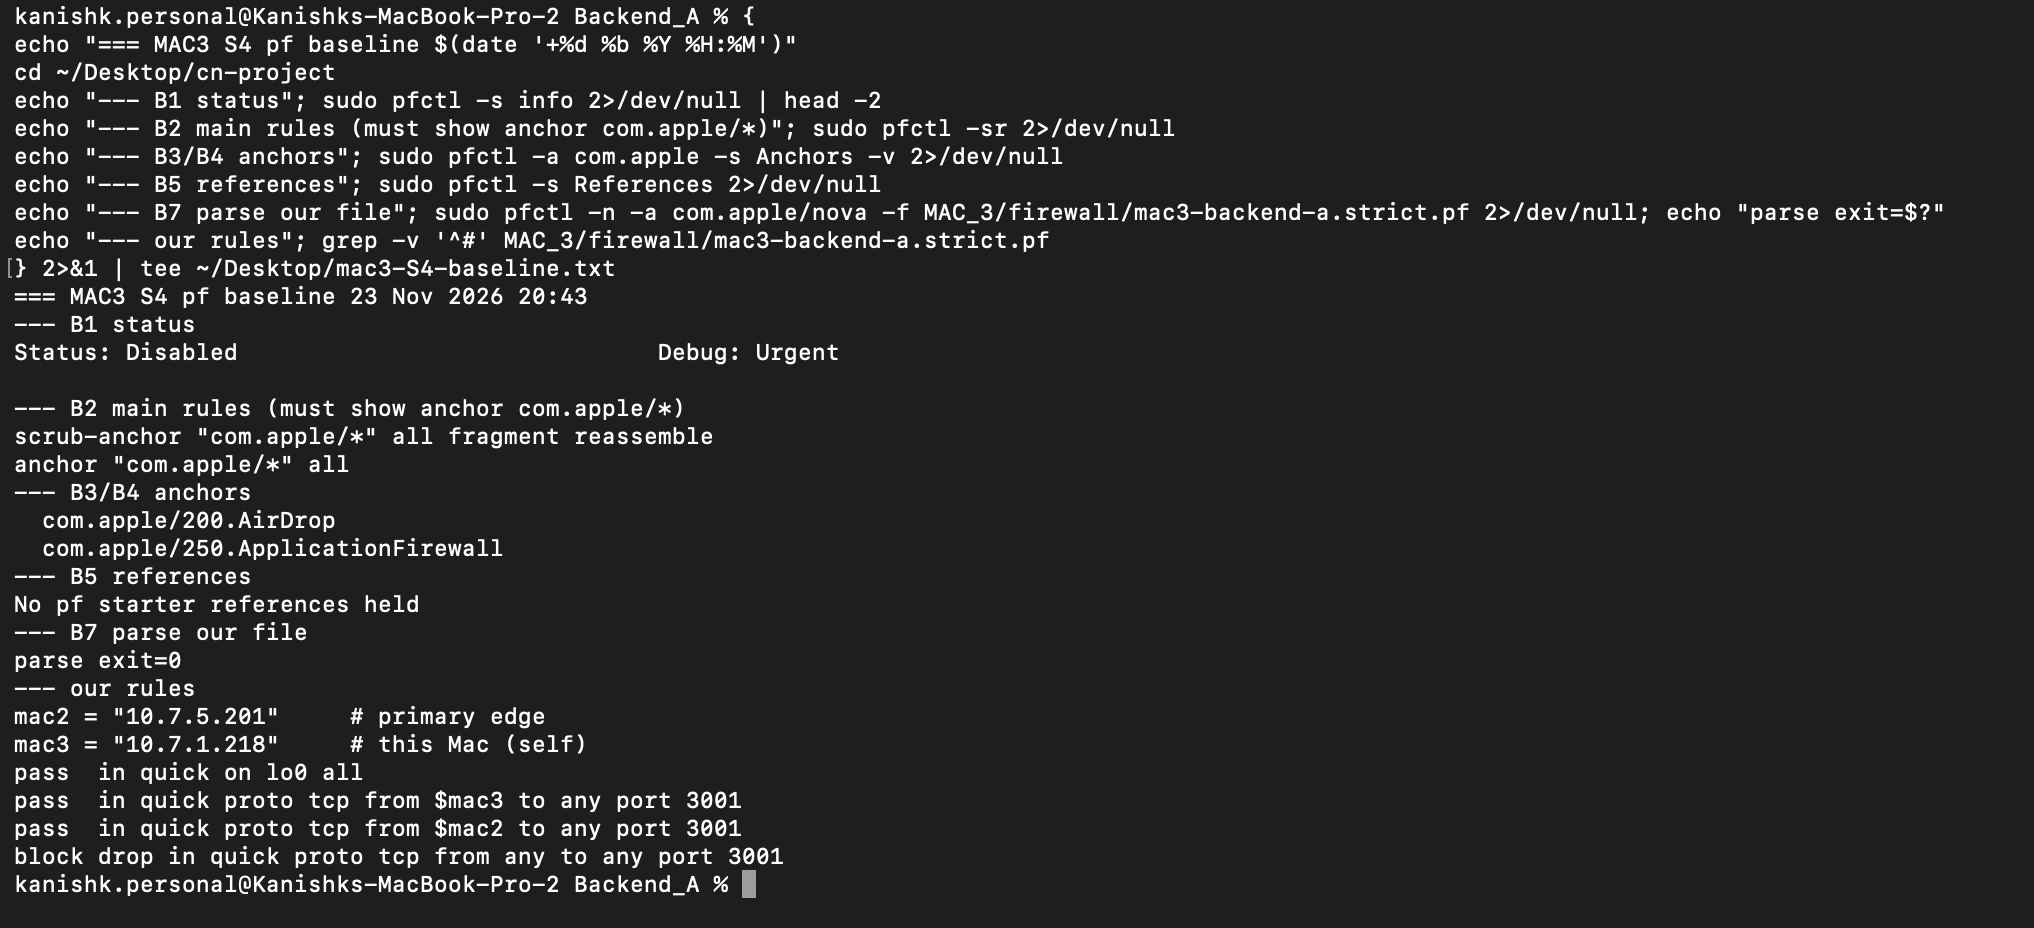 kanishk.personal@Kanishks-MacBook-Pro-2 Backend_A % {
echo "=== MAC3 S4 pf baseline $(date '+%d %b %Y %H:%M')"
cd ~/Desktop/cn-project
echo "--- B1 status"; sudo pfctl -s info 2>/dev/null | head -2
echo "--- B2 main rules (must show anchor com.apple/*)"; sudo pfctl -sr 2>/dev/null
echo "--- B3/B4 anchors"; sudo pfctl -a com.apple -s Anchors -v 2>/dev/null
echo "--- B5 references"; sudo pfctl -s References 2>/dev/null
echo "--- B7 parse our file"; sudo pfctl -n -a com.apple/nova -f MAC_3/firewall/mac3-backend-a.strict.pf 2>/dev/null; echo "parse exit=$?"
echo "--- our rules"; grep -v '^#' MAC_3/firewall/mac3-backend-a.strict.pf
[} 2>&1 | tee ~/Desktop/mac3-S4-baseline.txt
=== MAC3 S4 pf baseline 23 Nov 2026 20:43
--- B1 status
Status: Disabled                              Debug: Urgent
--- B2 main rules (must show anchor com.apple/*)
scrub-anchor "com.apple/*" all fragment reassemble
anchor "com.apple/*" all
--- B3/B4 anchors
  com.apple/200.AirDrop
  com.apple/250.ApplicationFirewall
--- B5 references
No pf starter references held
--- B7 parse our file
parse exit=0
--- our rules
mac2 = "10.7.5.201"     # primary edge
mac3 = "10.7.1.218"     # this Mac (self)
pass  in quick on lo0 all
pass  in quick proto tcp from $mac3 to any port 3001
pass  in quick proto tcp from $mac2 to any port 3001
block drop in quick proto tcp from any to any port 3001
kanishk.personal@Kanishks-MacBook-Pro-2 Backend_A %